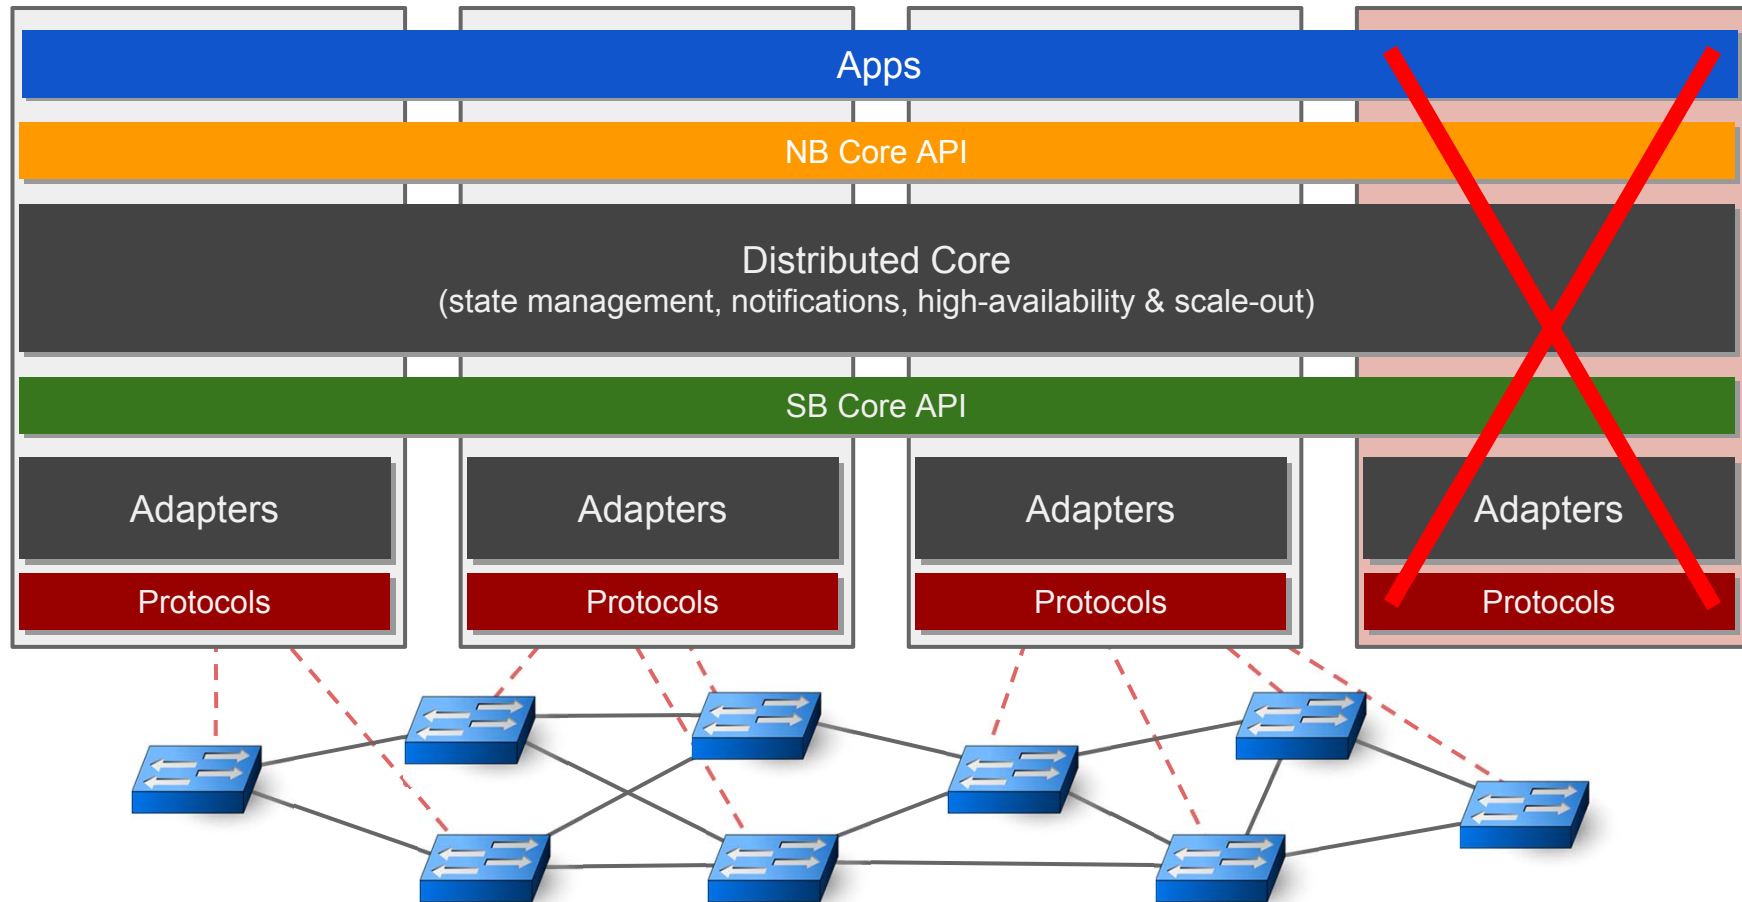 Apps
NB Core API
Distributed Core
(state management, notifications, high-availability & scale-out)
SB Core API
Adapters
Adapters
Adapters
Adapters
Protocols
Protocols
Protocols
Protocols